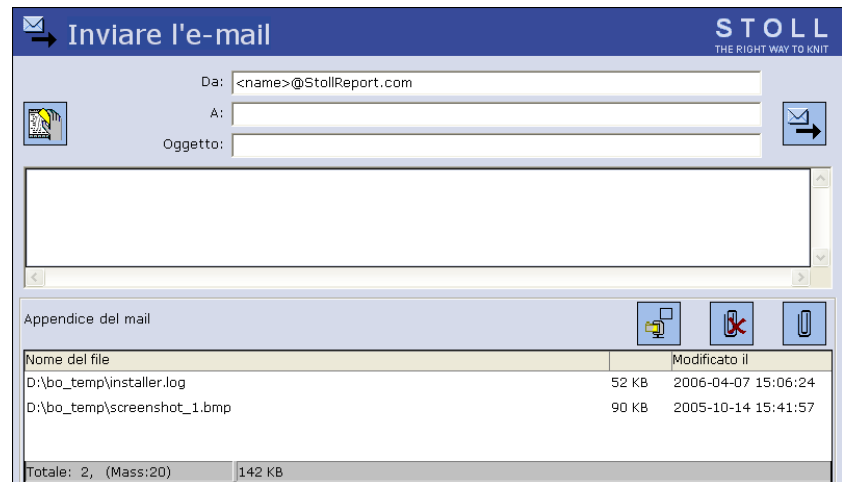 Inviare l'e-mail
STOLL
THE RIGHT WAY TO KNIT
Da: <name>@StollReport.com
A:
Oggetto:
Appendice del mail
Nome del file Modificato il
D:\bo_temp\installer.log 52 KB 2006-04-07 15:06:24
D:\bo_temp\screenshot_1.bmp 90 KB 2005-10-14 15:41:57
Totale: 2, (Mass:20) 142 KB